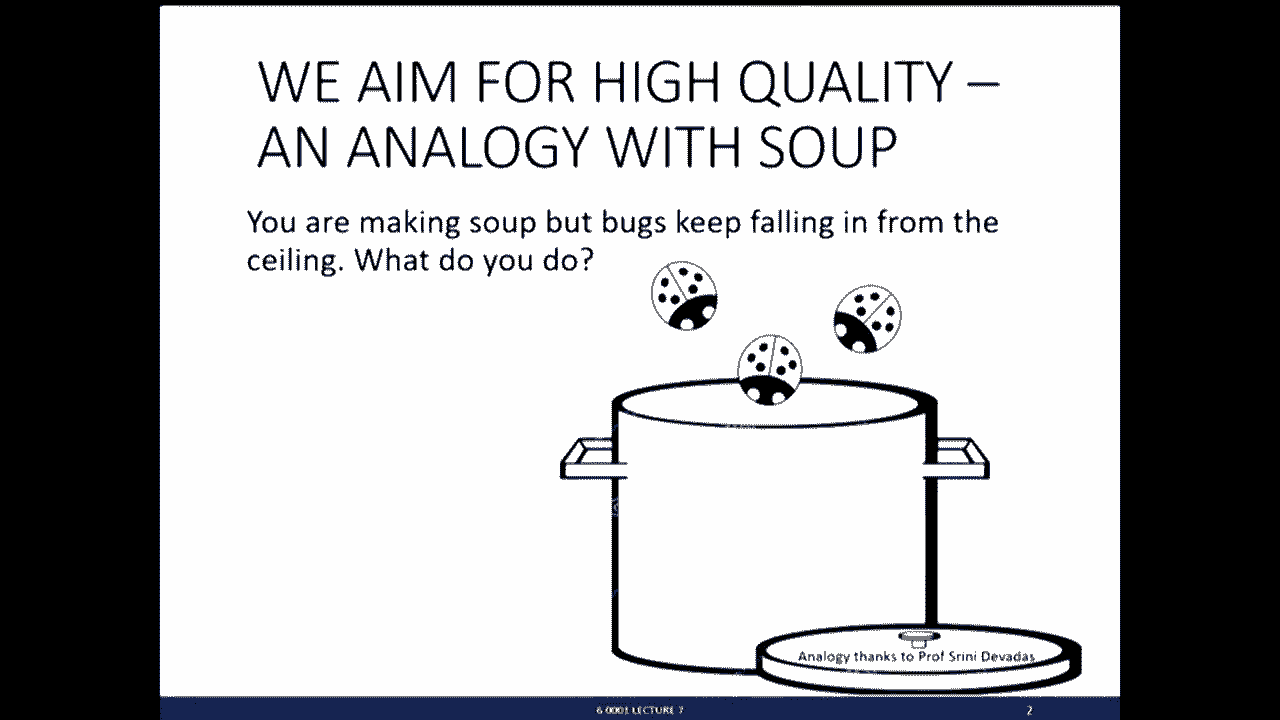 WE AIM FOR HIGH QUALITY –
AN ANALOGY WITH SOUP
You are making soup but bugs keep falling in from the
ceiling. What do you do?
Analogy thanks to Prof Srini Devadas
6 0001 LECTURE 7
2